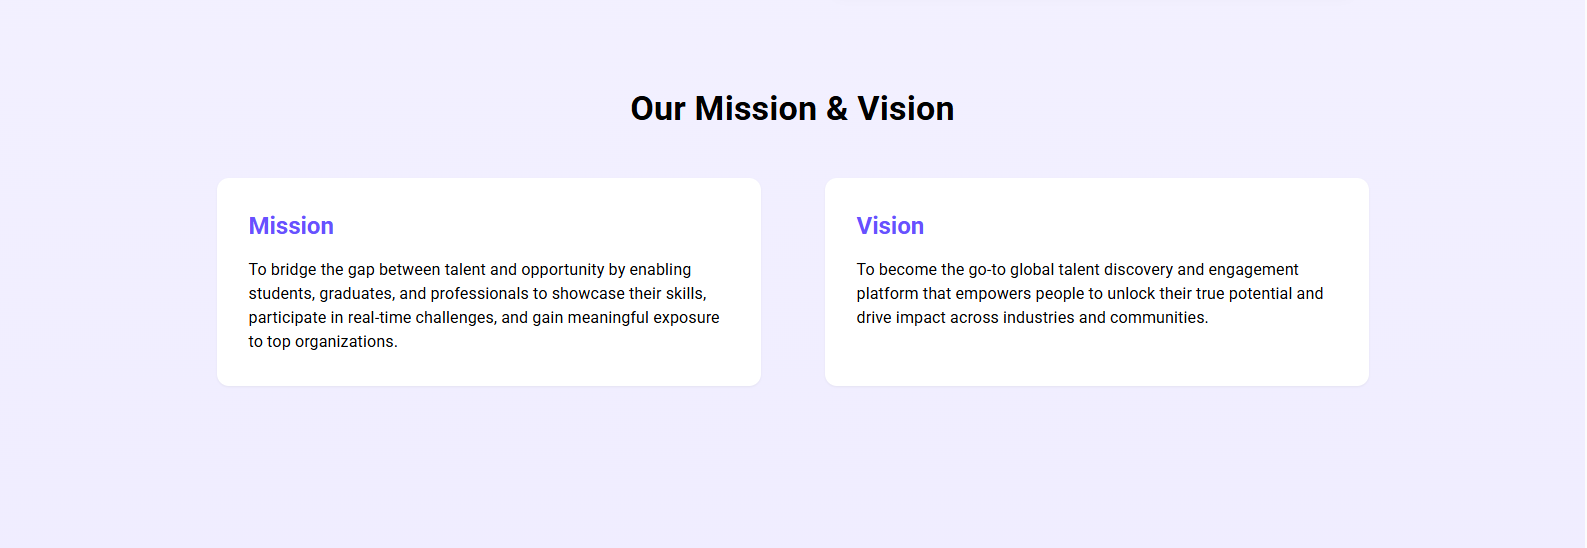 Our Mission & Vision
Mission
To bridge the gap between talent and opportunity by enabling
students, graduates, and professionals to showcase their skills,
participate in real-time challenges, and gain meaningful exposure
to top organizations.
Vision
To become the go-to global talent discovery and engagement
platform that empowers people to unlock their true potential and
drive impact across industries and communities.